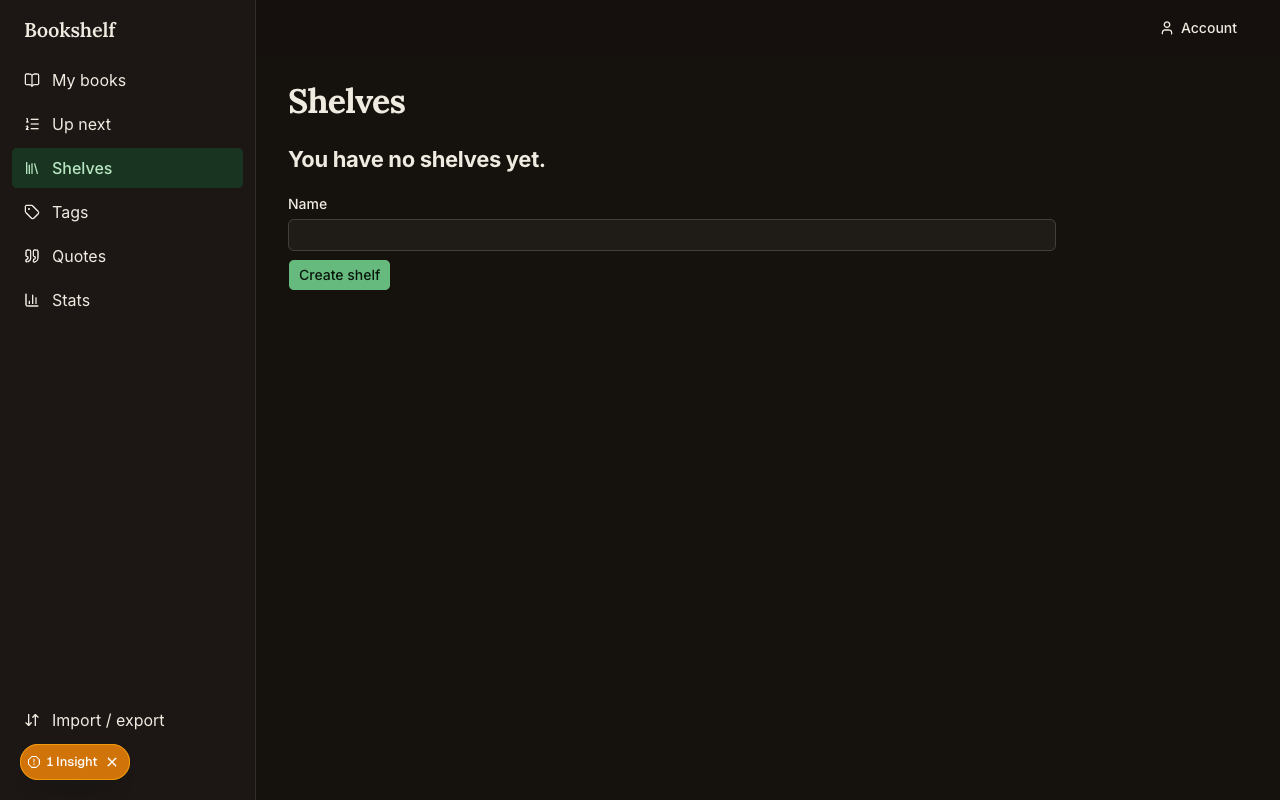 Bookshelf
My books
Up next
Shelves
Tags
Quotes
Stats
Import / export
1 Insight
Account
Shelves
You have no shelves yet.
Name
Create shelf